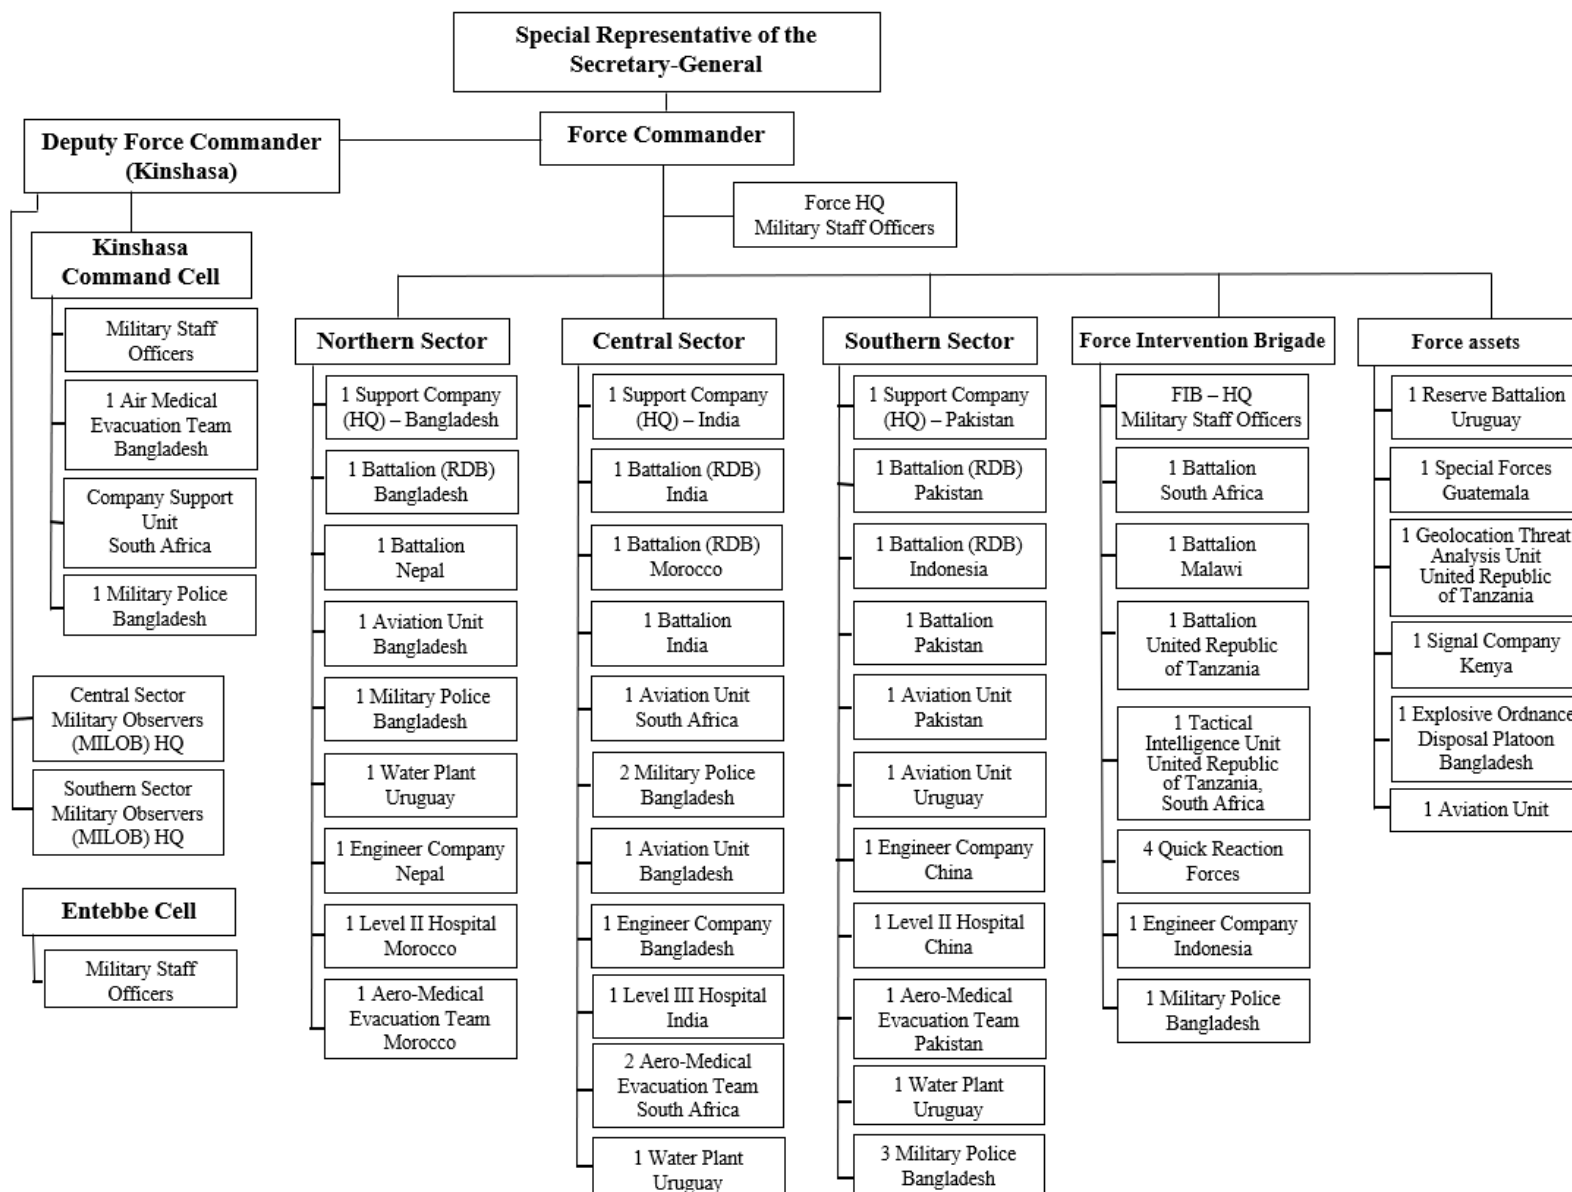 Special Representative of the
Secretary-General
Force Commander
Deputy Force Commander
(Kinshasa)
Force HQ
Military Staff Officers
Kinshasa
Command Cell
Military Staff
Officers
1 Air Medical
Evacuation Team
Bangladesh
Company Support
Unit
South Africa
1 Military Police
Bangladesh
Central Sector
Military Observers
(MILOB) HQ
Southern Sector
Military Observers
(MILOB) HQ
Entebbe Cell
Military Staff
Officers
Northern Sector
1 Support Company
(HQ) – Bangladesh
1 Battalion (RDB)
Bangladesh
1 Battalion
Nepal
1 Aviation Unit
Bangladesh
1 Military Police
Bangladesh
1 Water Plant
Uruguay
1 Engineer Company
Nepal
1 Level II Hospital
Morocco
1 Aero-Medical
Evacuation Team
Morocco
Central Sector
1 Support Company
(HQ) – India
1 Battalion (RDB)
India
1 Battalion (RDB)
Morocco
1 Battalion
India
1 Aviation Unit
South Africa
2 Military Police
Bangladesh
1 Aviation Unit
Bangladesh
1 Engineer Company
Bangladesh
1 Level III Hospital
India
2 Aero-Medical
Evacuation Team
South Africa
1 Water Plant
Uruguay
Southern Sector
1 Support Company
(HQ) – Pakistan
1 Battalion (RDB)
Pakistan
1 Battalion (RDB)
Indonesia
1 Battalion
Pakistan
1 Aviation Unit
Pakistan
1 Aviation Unit
Uruguay
1 Engineer Company
China
1 Level II Hospital
China
1 Aero-Medical
Evacuation Team
Pakistan
1 Water Plant
Uruguay
3 Military Police
Bangladesh
Force Intervention Brigade
FIB – HQ
Military Staff Officers
1 Battalion
South Africa
1 Battalion
Malawi
1 Battalion
United Republic
of Tanzania
1 Tactical
Intelligence Unit
United Republic
of Tanzania,
South Africa
4 Quick Reaction
Forces
1 Engineer Company
Indonesia
1 Military Police
Bangladesh
Force assets
1 Reserve Battalion
Uruguay
1 Special Forces
Guatemala
1 Geolocation Threat
Analysis Unit
United Republic
of Tanzania
1 Signal Company
Kenya
1 Explosive Ordnance
Disposal Platoon
Bangladesh
1 Aviation Unit